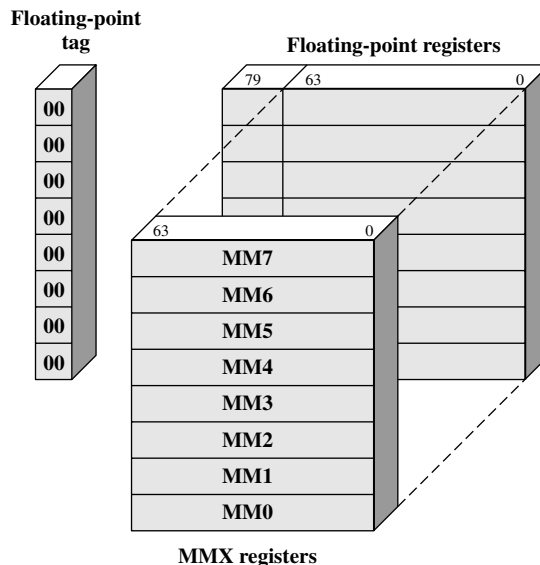 Floating-point
tag
Floating-point registers
79
63
0
00
00
00
00
00
00
00
00
63
0
MM7
MM6
MM5
MM4
MM3
MM2
MM1
MM0
MMX registers